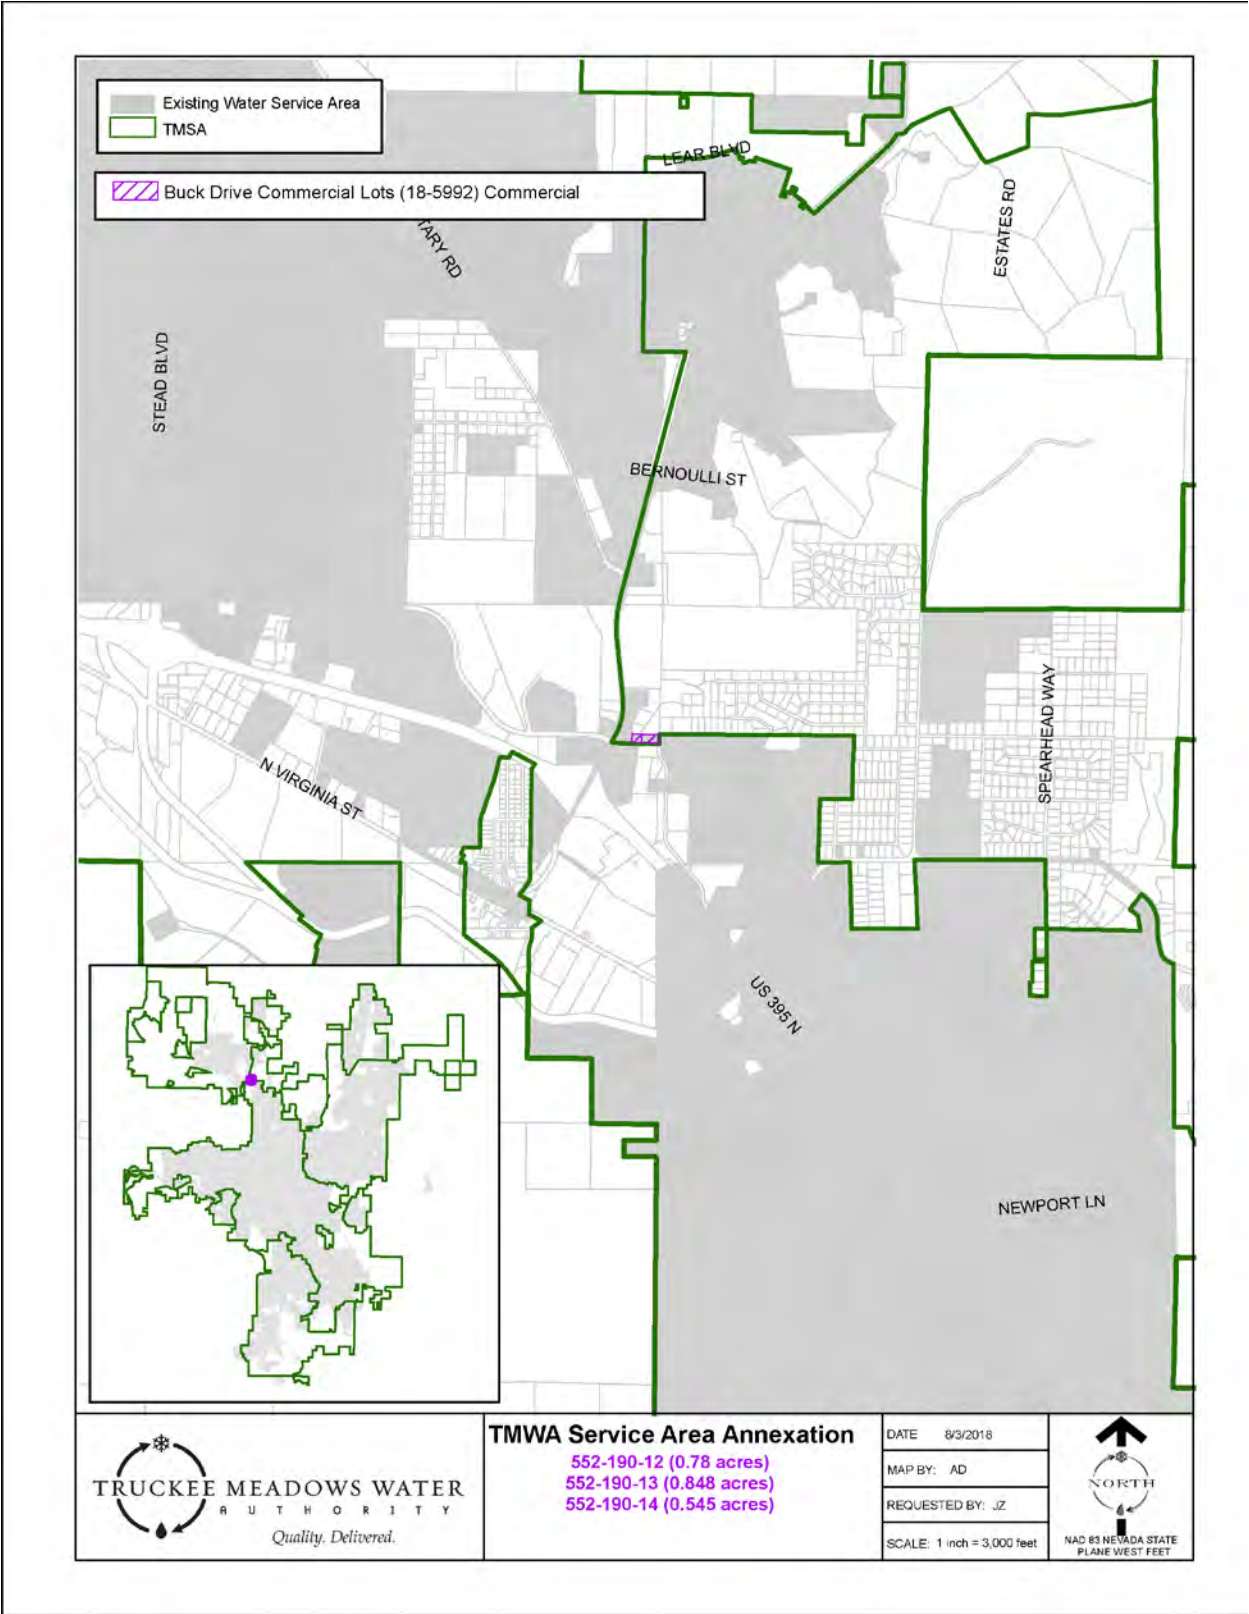 Existing Water Service Area
TMSA
Buck Drive Commercial Lots (18-5992) Commercial
LEAR BLVD
TARY RD
ESTATES RD
STEAD BLVD
BERNOULLI ST
SPEARHEAD WAY
N VIRGINIA ST
US 395 N
NEWPORT LN
TRUCKEE MEADOWS WATER
AUTHORITY
Quality. Delivered.
TMWA Service Area Annexation
552-190-12 (0.78 acres)
552-190-13 (0.848 acres)
552-190-14 (0.545 acres)
DATE 8/3/2018
MAP BY: AD
REQUESTED BY: JZ
SCALE: 1 inch = 3,000 feet
NORTH
NAD 83 NEVADA STATE
PLANE WEST FEET